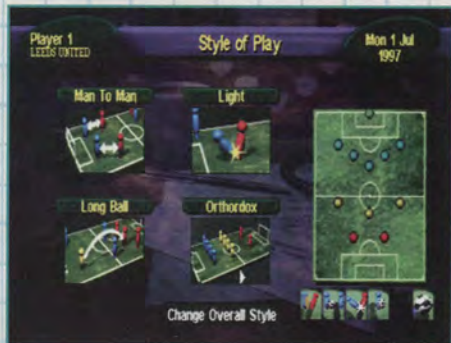 Player 1
LEEDS UNITED
Style of Play
Mon 1 Jul
1997
Man To Man
Light
Long Ball
Orthordox
Change Overall Style